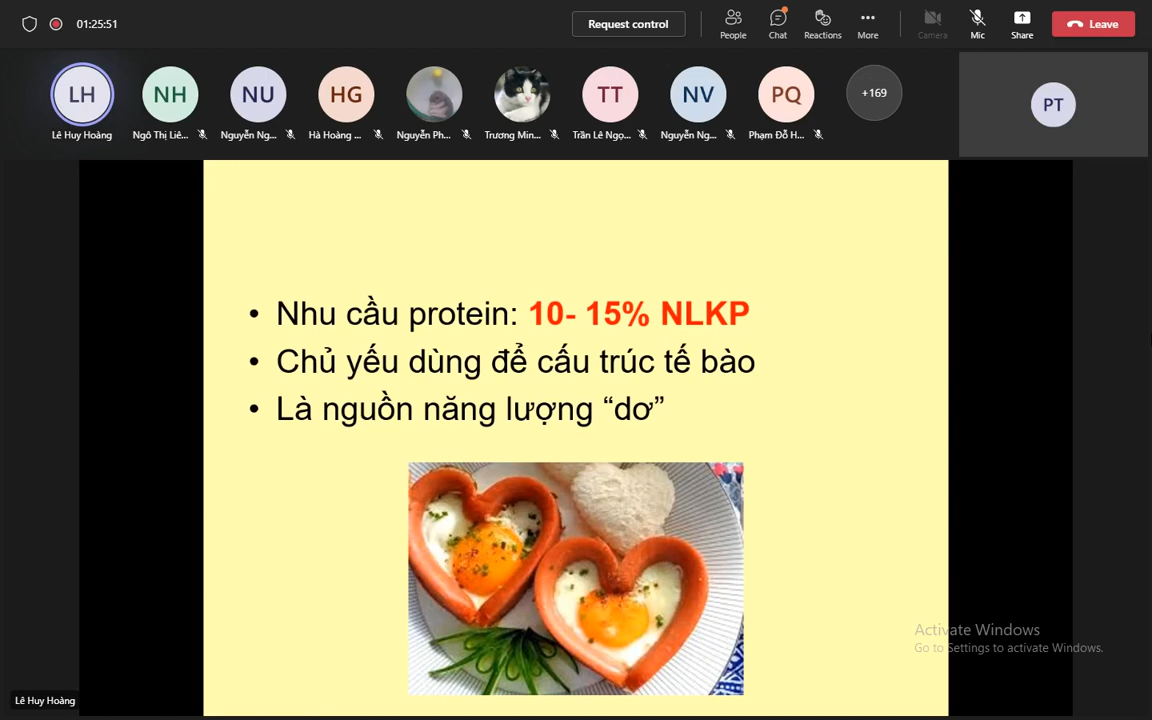 01:25:51
Request control
People
Chat
Reactions
More
Camera
Mic
Share
Leave
LH
NH
NU
HG
TT
NV
PQ
+169
PT
Lê Huy Hoàng
Ngô Thị Liê...
Nguyễn Ng...
Hà Hoàng ...
Nguyễn Ph...
Trương Min...
Trần Lê Ngọ...
Nguyễn Ng...
Phạm Đỗ H...
• Nhu cầu protein: 10- 15% NLKP
• Chủ yếu dùng để cấu trúc tế bào
• Là nguồn năng lượng “dơ”
Activate Windows
Go to Settings to activate Windows.
Lê Huy Hoàng